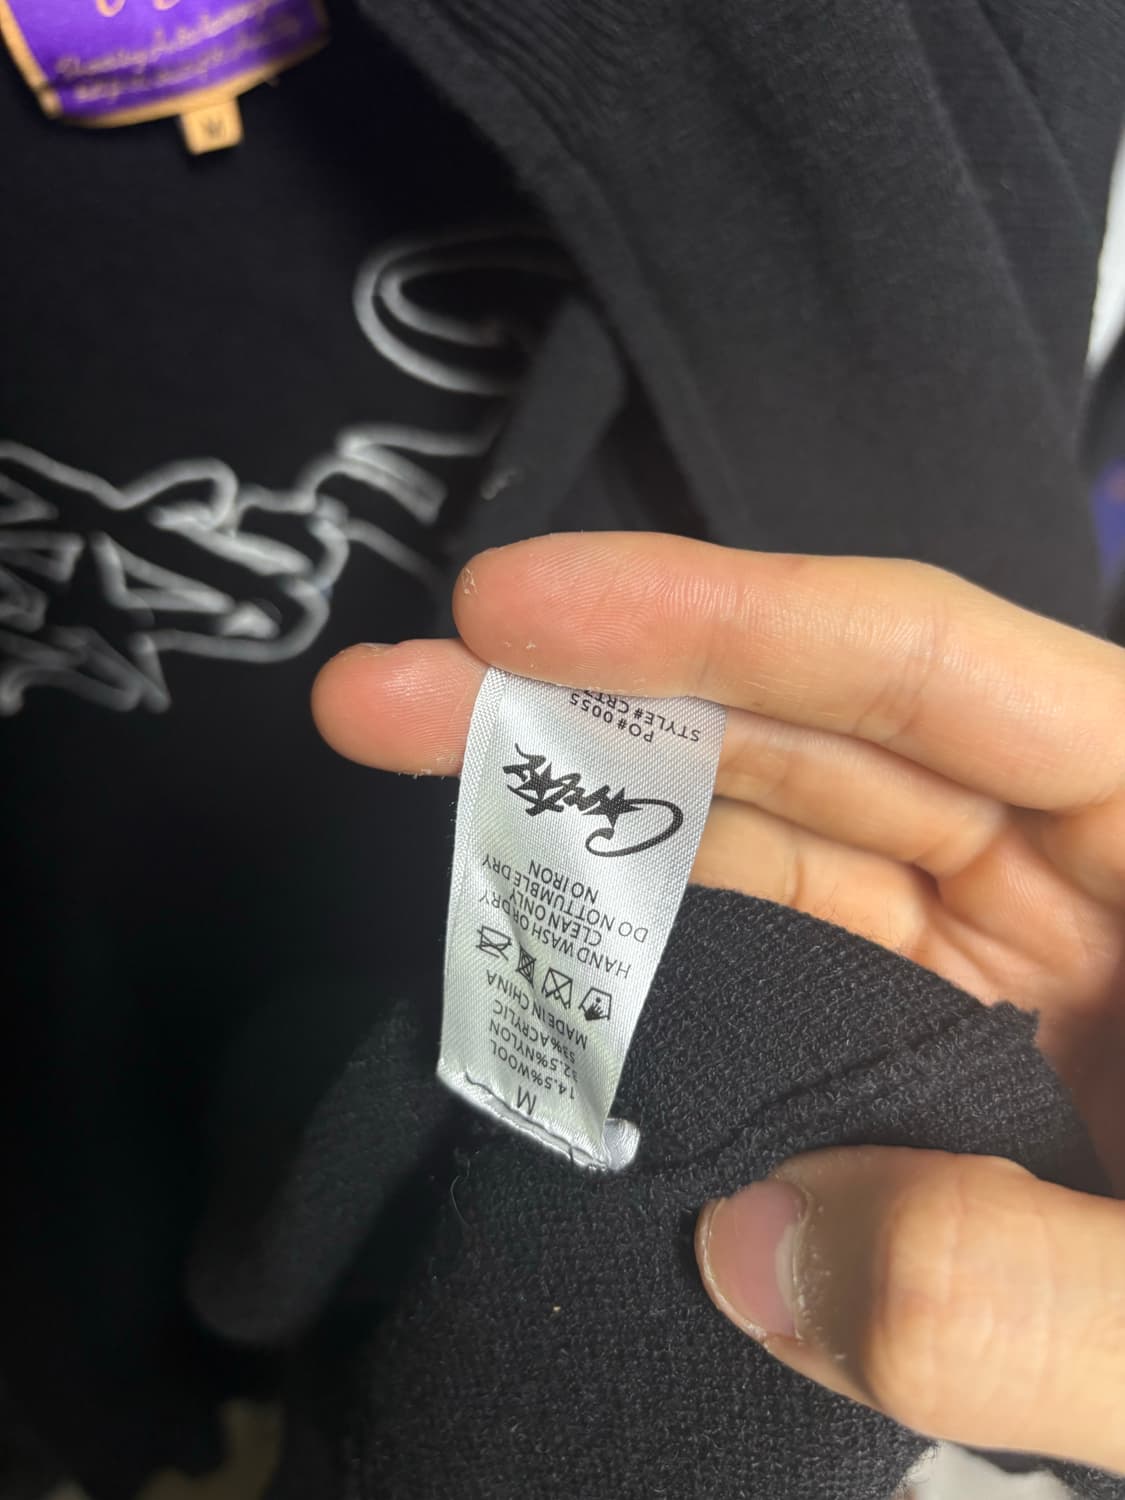 M
14.5%WOOL
32.5%NYLON
53%ACRYLIC
MADE IN CHINA
HAND WASH OR DRY
CLEAN ONLY
DO NOT TUMBLE DRY
NO IRON
Corteiz
PO#0055
STYLE#
M